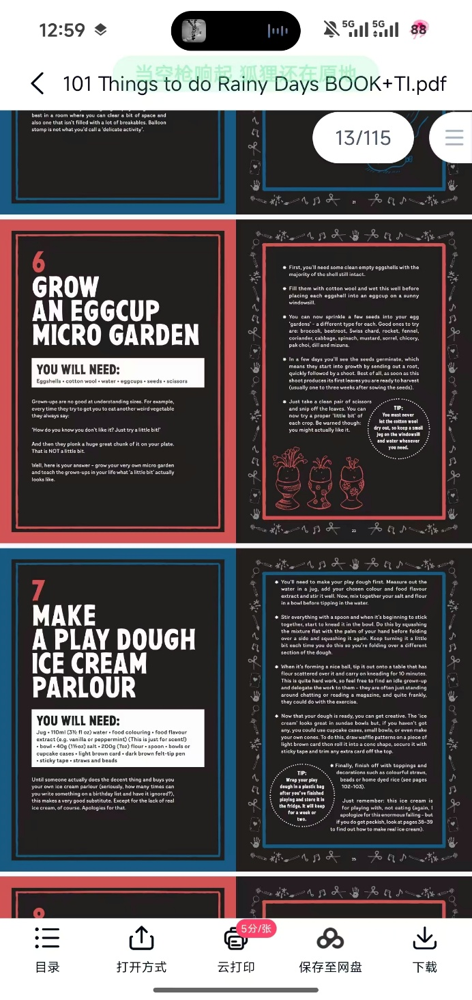 12:59
5G 5G 88
当空枪响起 狐狸还在原地
101 Things to do Rainy Days BOOK+TI.pdf
13/115
best in a room where you can clear a bit of space and
also one that isn't filled with a lot of breakables. Balloon
stomp is not what you'd call a 'delicate activity'.
21
6
GROW
AN EGGCUP
MICRO GARDEN
YOU WILL NEED:
Eggshells • cotton wool • water • eggcups • seeds • scissors
Grown-ups are no good at understanding sizes. For example,
every time they try to get you to eat another weird vegetable
they always say:
'How do you know you don't like it? Just try a little bit!'
And then they plonk a huge great chunk of it on your plate.
That is NOT a little bit.
Well, here is your answer – grow your very own micro garden
and teach the grown-ups in your life what 'a little bit' actually
looks like.
First, you'll need some clean empty eggshells with the
majority of the shell still intact.
Fill them with cotton wool and wet this well before
placing each eggshell into an eggcup on a sunny
windowsill.
You can now sprinkle a few seeds into your egg
'gardens' – a different type for each. Good ones to try
are: broccoli, beetroot, Swiss chard, rocket, fennel,
coriander, cabbage, spinach, mustard, sorrel, chicory,
pak choi, dill and mizuna.
In a few days you'll see the seeds germinate, which
means they start into growth by sending out a root,
quickly followed by a shoot. Best of all, as soon as this
shoot produces its first leaves you are ready to harvest
(usually one to three weeks after sowing the seeds).
Just take a clean pair of scissors
and snip off the leaves. You can
now try a proper 'little bit' of
each crop. Be warned though:
you might actually like it.
TIP:
You must never
let the cotton wool
dry out, so keep a small
jug on the windowsill
and water whenever
you need.
23
7
MAKE
A PLAY DOUGH
ICE CREAM
PARLOUR
YOU WILL NEED:
Jug • 110ml (3½ fl oz) water • food colouring • food flavour
extract (e.g. vanilla or peppermint) (This is just for scent!)
• bowl • 40g (1½oz) salt • 200g (7oz) flour • spoon • bowls or
cupcake cases • light brown card • dark brown felt-tip pen
• sticky tape • straws and beads
Until someone actually does the decent thing and buys you
your own ice cream parlour (seriously, how many times can
you write something on a birthday list and have it ignored?),
this makes a very good substitute. Except for the lack of real
ice cream, of course. Apologies for that.
You'll need to make your play dough first. Measure out the
water in a jug, add your chosen colour and food flavour
extract and stir it well. Now, mix together your salt and flour
in a bowl before tipping in the water.
Stir everything with a spoon and when it's beginning to stick
together, start to knead it in the bowl. Do this by squashing
the mixture flat with the palm of your hand before folding
over a side and squashing it again. Keep turning it a little
bit each time you do this so you're folding over a different
section of the dough.
When it's forming a nice ball, tip it out onto a table that has
flour scattered over it and carry on kneading for 10 minutes.
This is quite hard work, so feel free to find an idle grown-up
and delegate the work to them – they are often just standing
around chatting or reading a magazine, and quite frankly,
they could do with the exercise.
Now that your dough is ready, you can get creative. The 'ice
cream' looks great in sundae bowls but, if you haven't got
any, you could use cupcake cases, small bowls, or even make
your own cones. To do this, draw waffle patterns on a piece of
light brown card then roll it into a cone shape, secure it with
sticky tape and trim any extra card off the top.
Finally, finish off with toppings and
decorations such as colourful straws,
beads or home dyed rice (see pages
102–103).
Just remember: this ice cream is
for playing with, not eating (again, I
apologize for this enormous failing – but
if you do get peckish, look at pages 38–39
to find out how to make real ice cream).
TIP:
Wrap your play
dough in a plastic bag
after you've finished
playing and store it in
the fridge. It will keep
for a week or
two.
25
5分/张
目录
打开方式
云打印
保存至网盘
下载